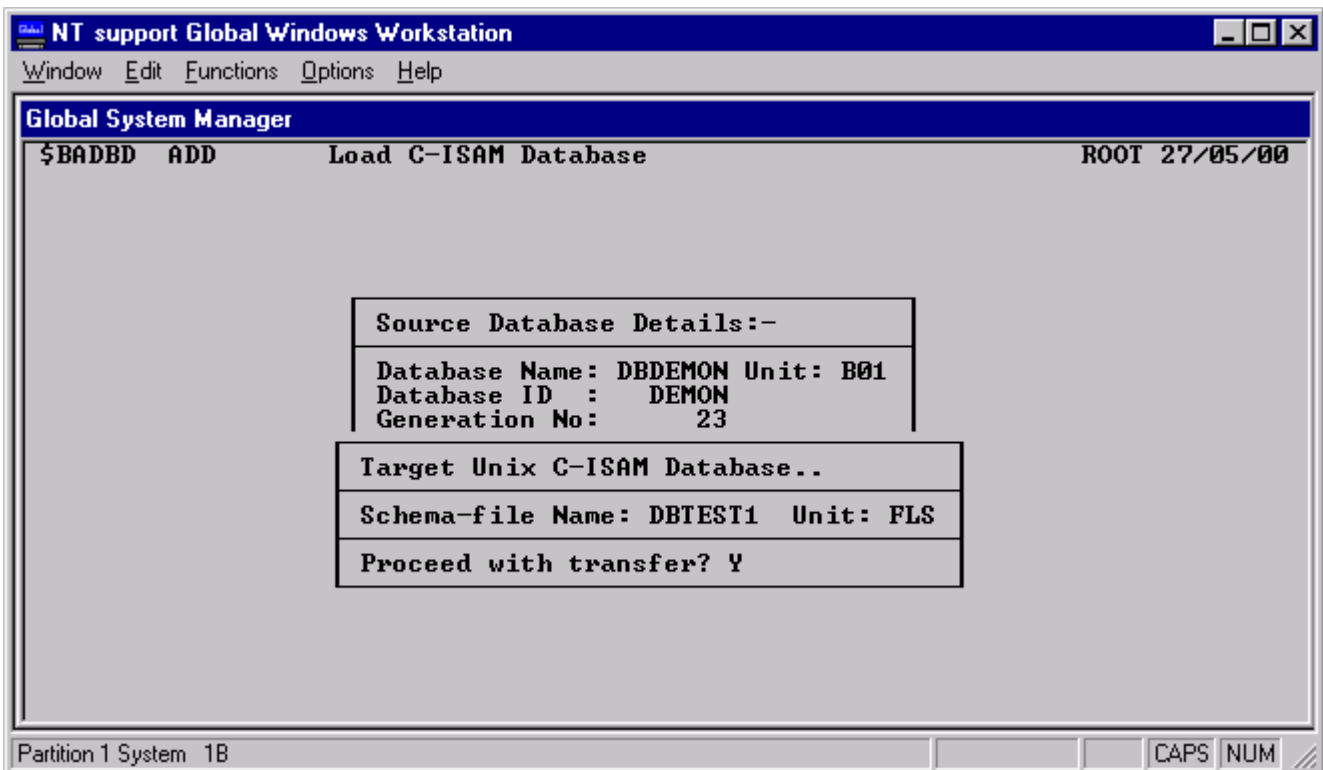 NT support Global Windows Workstation
Window Edit Functions Options Help
Global System Manager
$BADBD ADD Load C-ISAM Database ROOT 27/05/00
Source Database Details:-
Database Name: DBDEMON Unit: B01
Database ID : DEMON
Generation No: 23
Target Unix C-ISAM Database..
Schema-file Name: DBTEST1 Unit: FLS
Proceed with transfer? Y
Partition 1 System 1B CAPS NUM